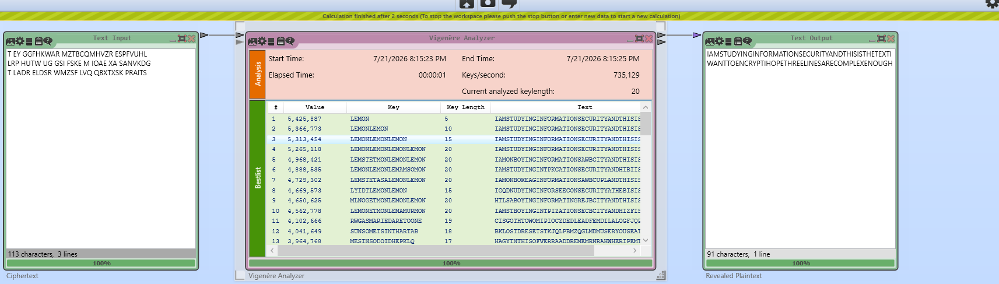 Calculation finished after 2 seconds (To stop the workspace please push the stop button or enter new data to start a new calculation)
Text Input
T EY GGFHKWAR MZTBCQMHVZR ESPFVUHL
LRP HUTW UG GSI FSKE M IOAE XA SANVKDG
T LADR ELDSR WMZSF LVQ QBXTXSK PRAITS
113 characters, 3 lines
100%
Ciphertext
Vigenère Analyzer
Analysis
Start Time: 7/21/2026 8:15:23 PM End Time: 7/21/2026 8:15:25 PM
Elapsed Time: 00:00:01 Keys/second: 735,129
Current analyzed keylength: 20
Bestlist
# Value Key Key Length Text
1 5,425,887 LEMON 5 IAMSTUDYINGINFORMATIONSECURITYANDTHISIS
2 5,366,773 LEMONLEMON 10 IAMSTUDYINGINFORMATIONSECURITYANDTHISIS
3 5,313,454 LEMONLEMONLEMON 15 IAMSTUDYINGINFORMATIONSECURITYANDTHISIS
4 5,265,118 LEMONLEMONLEMONLEMON 20 IAMSTUDYINGINFORMATIONSECURITYANDTHISIS
5 4,968,421 LEMSTETMONLEMONLEMON 20 IAMONBOYINGINFORMATIONSAWBCITYANDTHISIS
6 4,888,535 LEMONLEMONLEMAMSOMON 20 IAMSTUDYINGINTPKCATIONSECURITYANDHIBIIS
7 4,729,302 LEMSTETASALEMONLEMON 20 IAMONBOKEAGINFORMATIONSAWBCUPLANDTHISIS
8 4,669,573 LYIDTLEMONLEMON 15 IGQDNUDYINGINFORSEECONSECURITYATHEBISIS
9 4,650,625 MLNOGETMONLEMONLEMON 20 HTLSABOYINGINFORMATINGREJBCITYANDTHISIS
10 4,562,778 LEMONETMONLEMAMURMON 20 IAMSTBOYINGINTPIZATIONSECBCITYANDHIZFIS
11 4,102,666 RWGASMARIEDARETOONE 19 CISGOTHTOWOMIPIOCZDEDLEADFEMDILALOGFJQP
12 4,041,649 SUNSOMETSINTHARTAB 18 BKLOSTDRESETSTKJQLPBMZQGLMDMUSERYOUSEAT
13 3,964,768 MESINSODOIDHEPKLQ 17 HAGYTNTHISOFVERRAADDREMEMRNRAHWHERIPEMT
100%
Vigenère Analyzer
Text Output
IAMSTUDYINGINFORMATIONSECURITYANDTHISISTHETEXTI
WANTTOENCRYPTIHOPETHREELINESARECOMPLEXENOUGH
91 characters, 1 line
100%
Revealed Plaintext